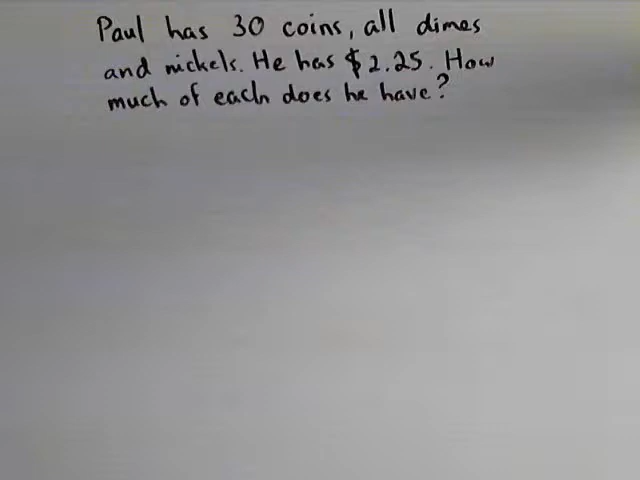 Paul has 30 coins, all dimes
and nickels. He has $2.25. How
much of each does he have?